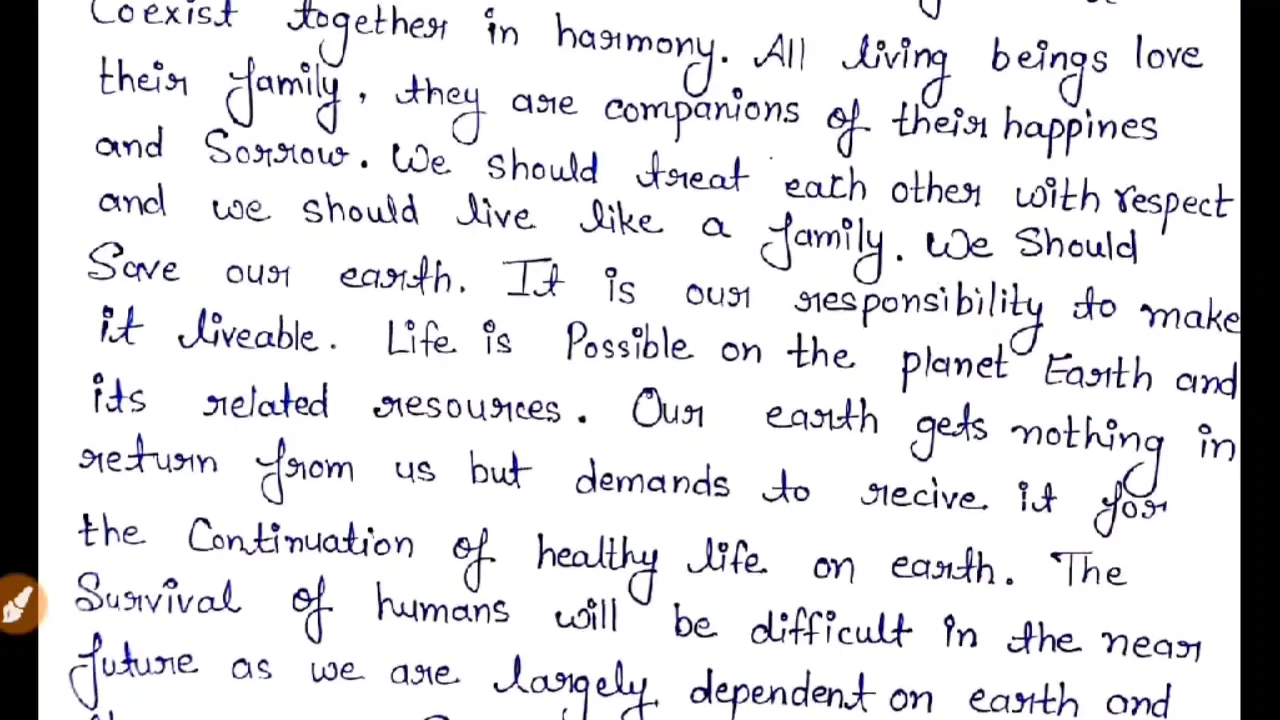 Coexist together in harmony. All living beings love
their family, they are companions of their happines
and Sorrow. We should treat each other with respect
and we should live like a family. We Should
Save our earth. It is our responsibility to make
it liveable. Life is Possible on the planet Earth and
its related resources. Our earth gets nothing in
return from us but demands to recive it for
the Continuation of healthy life on earth. The
Survival of humans will be difficult in the near
future as we are largely dependent on earth and